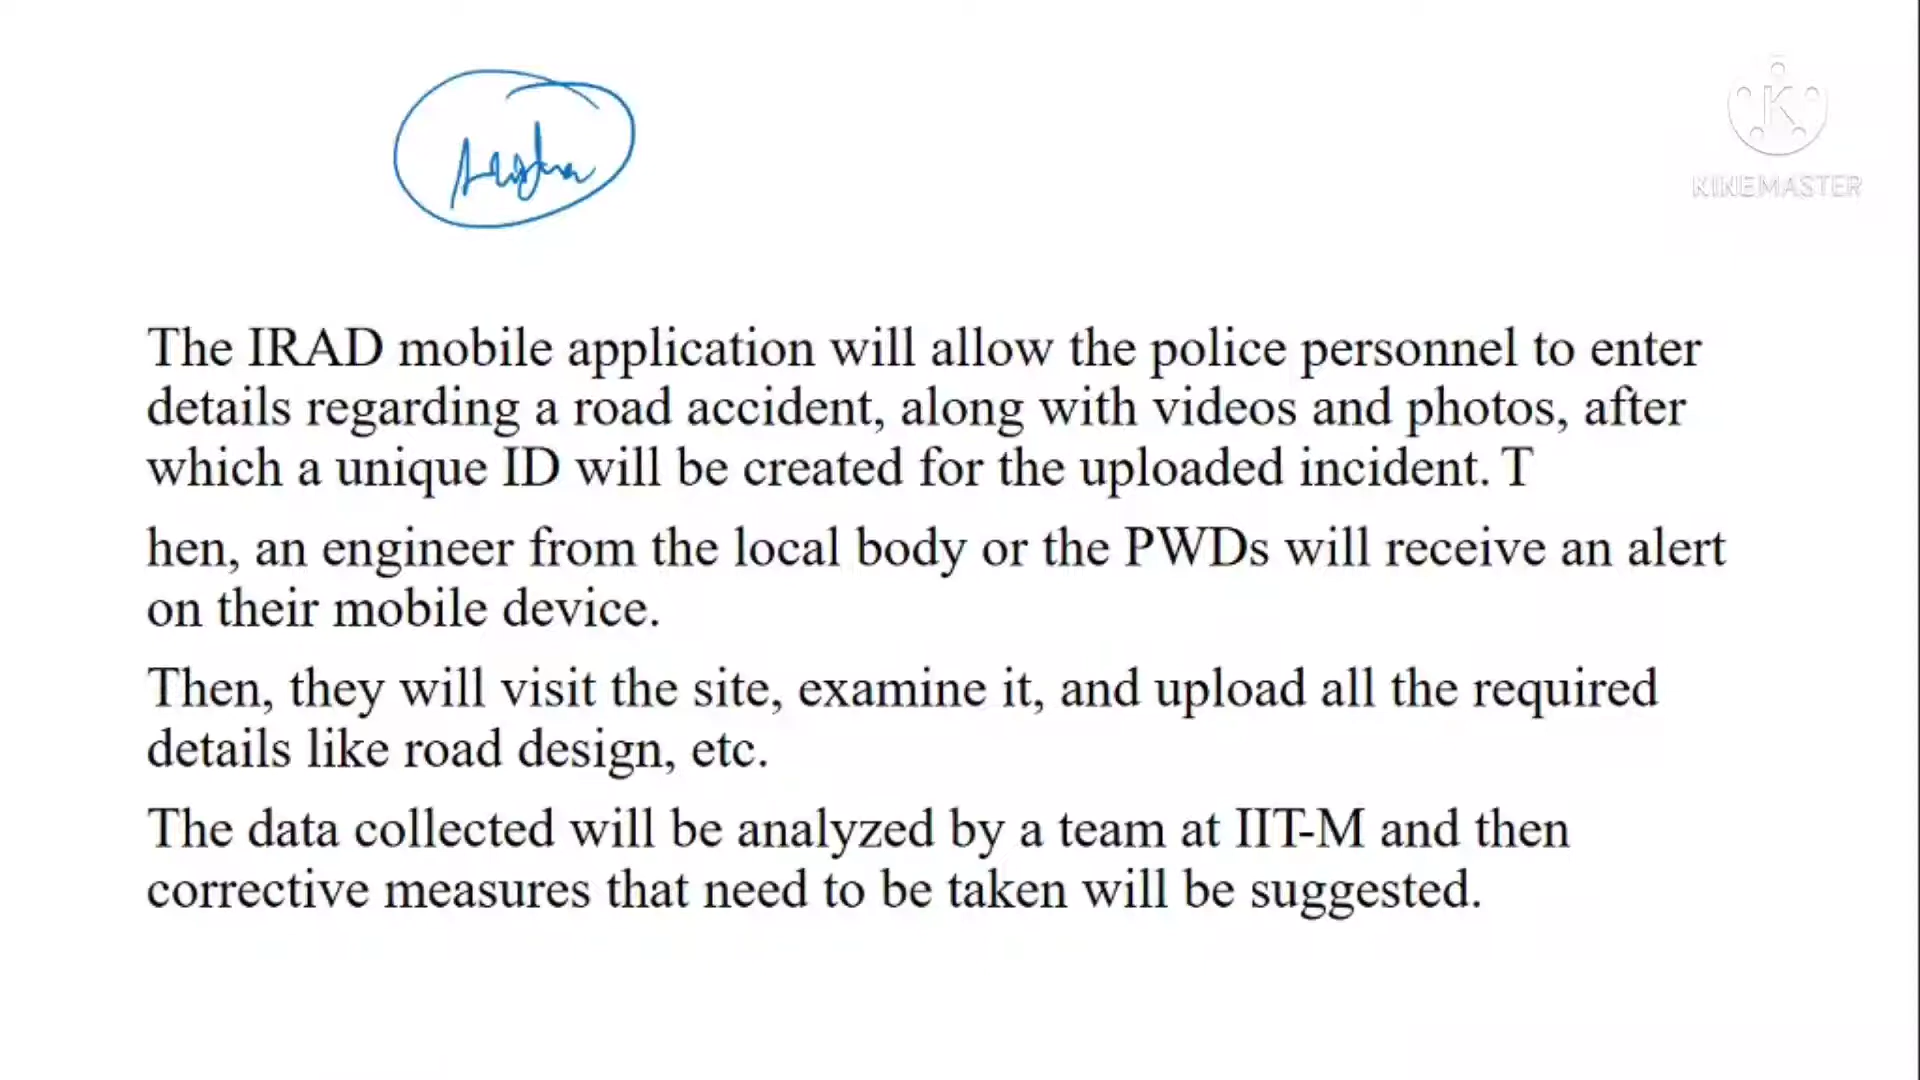 KINEMASTER
The IRAD mobile application will allow the police personnel to enter
details regarding a road accident, along with videos and photos, after
which a unique ID will be created for the uploaded incident. T
hen, an engineer from the local body or the PWDs will receive an alert
on their mobile device.
Then, they will visit the site, examine it, and upload all the required
details like road design, etc.
The data collected will be analyzed by a team at IIT-M and then
corrective measures that need to be taken will be suggested.